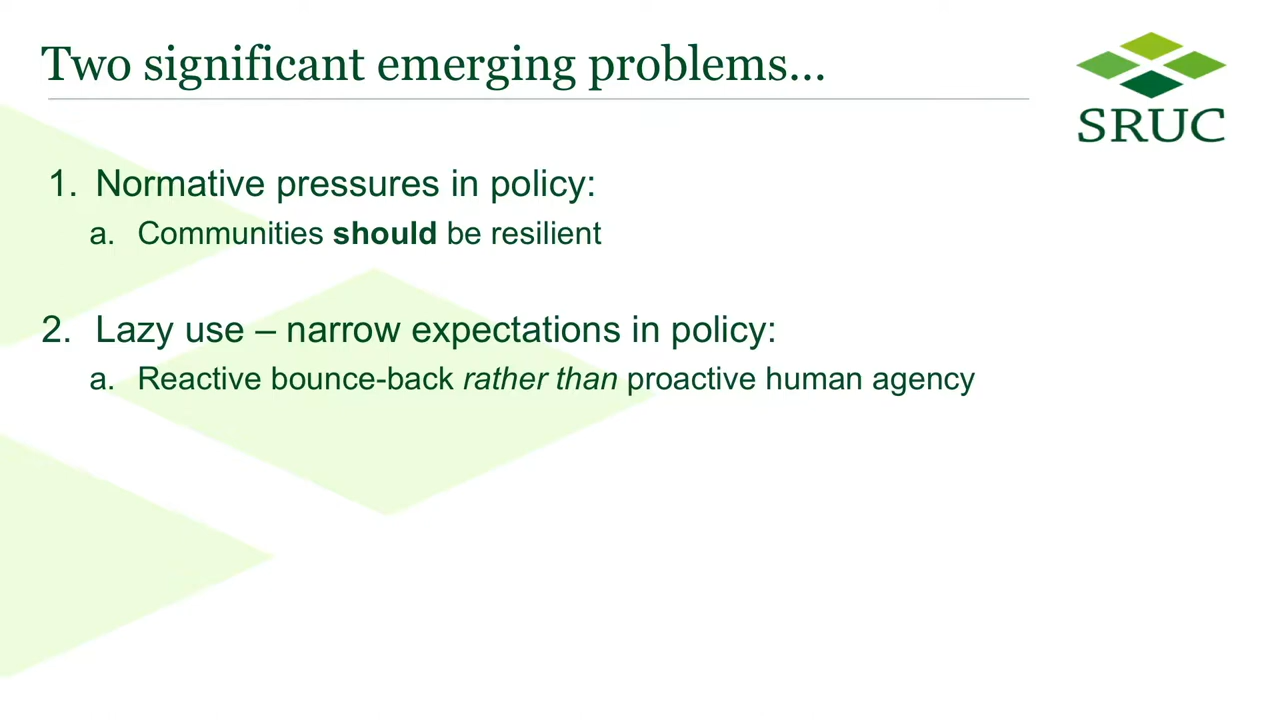 Two significant emerging problems...
SRUC
1. Normative pressures in policy:
a. Communities should be resilient
2. Lazy use – narrow expectations in policy:
a. Reactive bounce-back rather than proactive human agency